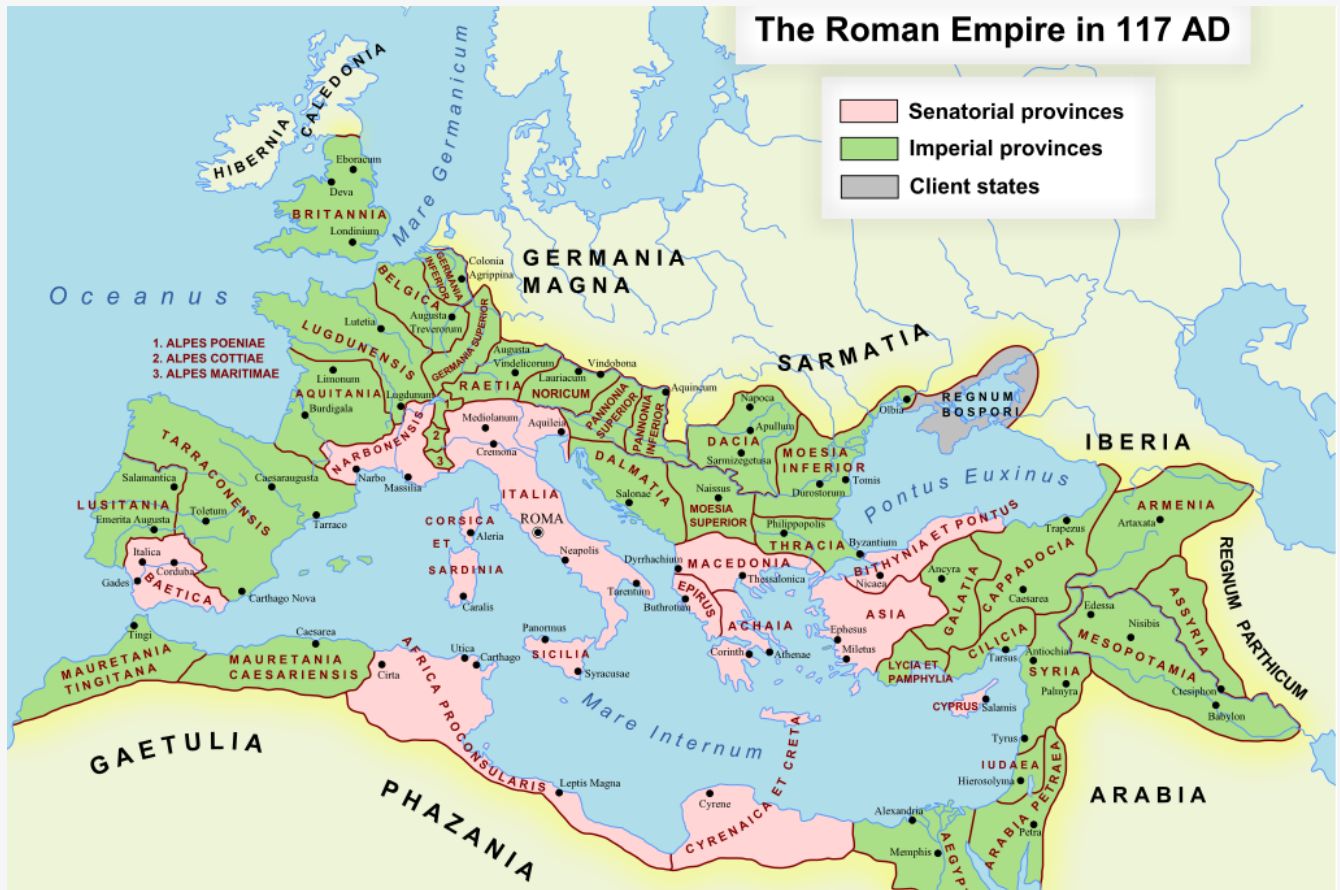 The Roman Empire in 117 AD
Senatorial provinces
Imperial provinces
Client states
CALEDONIA
HIBERNIA
Mare Germanicum
Eboracum
Deva
BRITANNIA
Londinium
Oceanus
GERMANIA
MAGNA
GERMANIA
INFERIOR
Colonia
Agrippina
BELGICA
Augusta
Treverorum
Lutetia
LUGDUNENSIS
GERMANIA SUPERIOR
1. ALPES POENIAE
2. ALPES COTTIAE
3. ALPES MARITIMAE
Limonum
AQUITANIA
Burdigala
Lugdunum
Augusta
Vindelicorum
RAETIA
Lauriacum
NORICUM
Vindobona
PANNONIA
SUPERIOR
PANNONIA
INFERIOR
Aquincum
SARMATIA
Napoca
Apullum
DACIA
Sarmizegetusa
MOESIA
INFERIOR
Durostorum
Tomis
Olbia
REGNUM
BOSPORI
IBERIA
Pontus Euxinus
TARRACONENSIS
Salamantica
LUSITANIA
Emerita Augusta
Toletum
Caesaraugusta
Tarraco
Italica
Corduba
Gades
BAETICA
Carthago Nova
NARBONENSIS
Narbo
Massilia
2
3
Mediolanum
Cremona
Aquileia
ITALIA
ROMA
Neapolis
Tarentum
CORSICA
ET
SARDINIA
Aleria
Caralis
DALMATIA
Salonae
Naissus
MOESIA
SUPERIOR
Philippopolis
THRACIA
Byzantium
BITHYNIA ET PONTUS
Nicaea
Trapezus
ARMENIA
Artaxata
Dyrrhachium
MACEDONIA
Thessalonica
EPIRUS
Buthrotum
ACHAIA
Corinth
Athenae
ASIA
Ephesus
Miletus
Ancyra
GALATIA
CAPPADOCIA
Caesarea
CILICIA
Tarsus
LYCIA ET
PAMPHYLIA
Antiochia
SYRIA
Palmyra
CYPRUS
Salamis
Edessa
Nisibis
MESOPOTAMIA
ASSYRIA
Ctesiphon
Babylon
REGNUM PARTHICUM
Tingi
MAURETANIA
TINGITANA
Caesarea
MAURETANIA
CAESARIENSIS
Cirta
Utica
Carthago
AFRICA PROCONSULARIS
Panormus
SICILIA
Syracusae
Mare Internum
Leptis Magna
Cyrene
CYRENAICA ET CRETA
Tyrus
IUDAEA
Hierosolyma
ARABIA PETRAEA
Petra
ARABIA
Alexandria
Memphis
GAETULIA
PHAZANIA